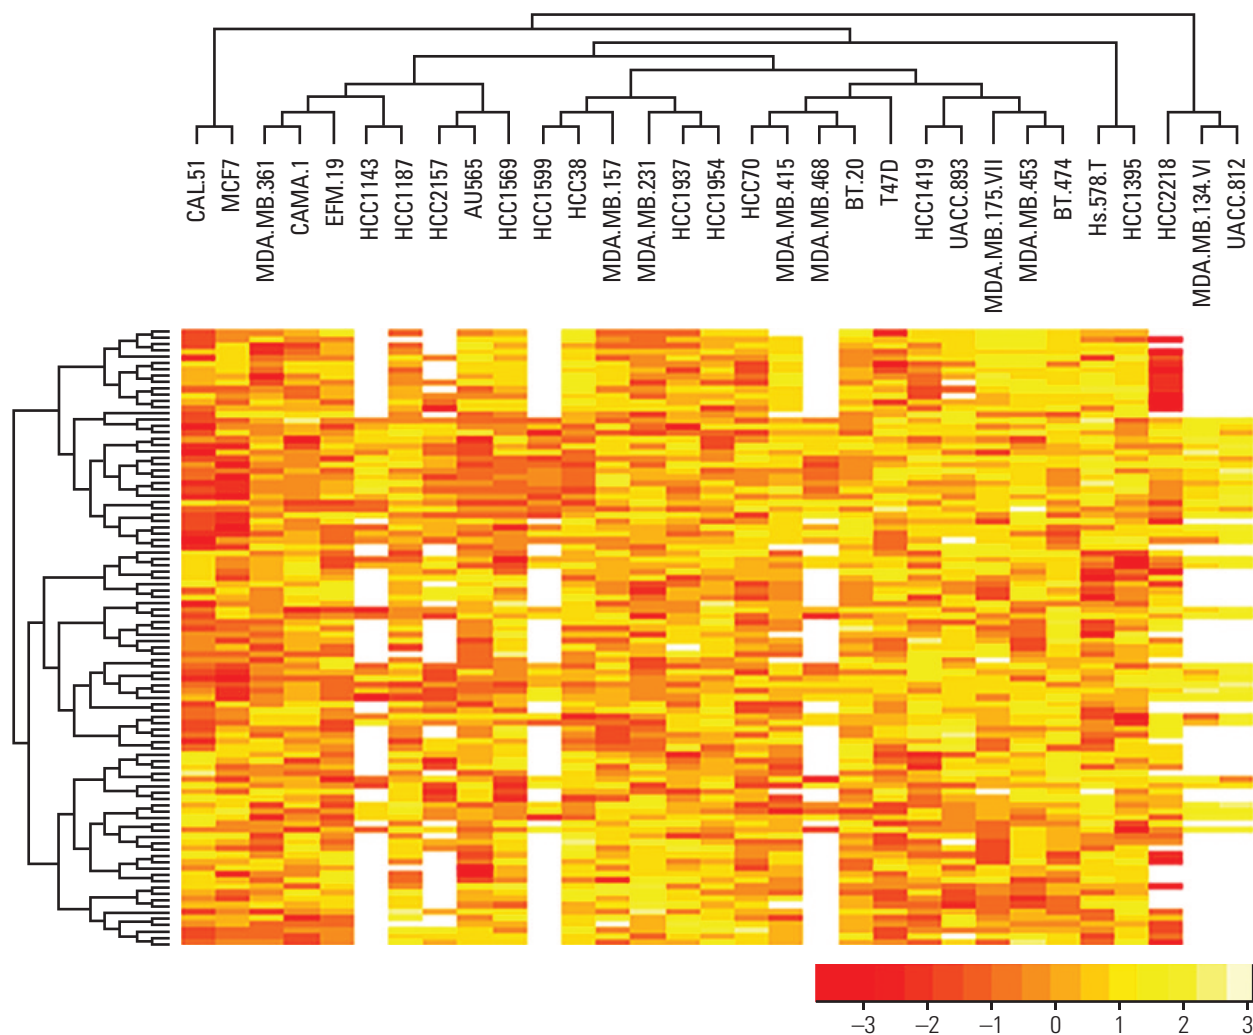 CAL.51
MCF7
MDA.MB.361
CAMA.1
EFM.19
HCC1143
HCC1187
HCC2157
AU565
HCC1569
HCC1599
HCC38
MDA.MB.157
MDA.MB.231
HCC1937
HCC1954
HCC70
MDA.MB.415
MDA.MB.468
BT.20
T47D
HCC1419
UACC.893
MDA.MB.175.VII
MDA.MB.453
BT.474
Hs.578.T
HCC1395
HCC2218
MDA.MB.134.VI
UACC.812
−3 −2 −1 0 1 2 3